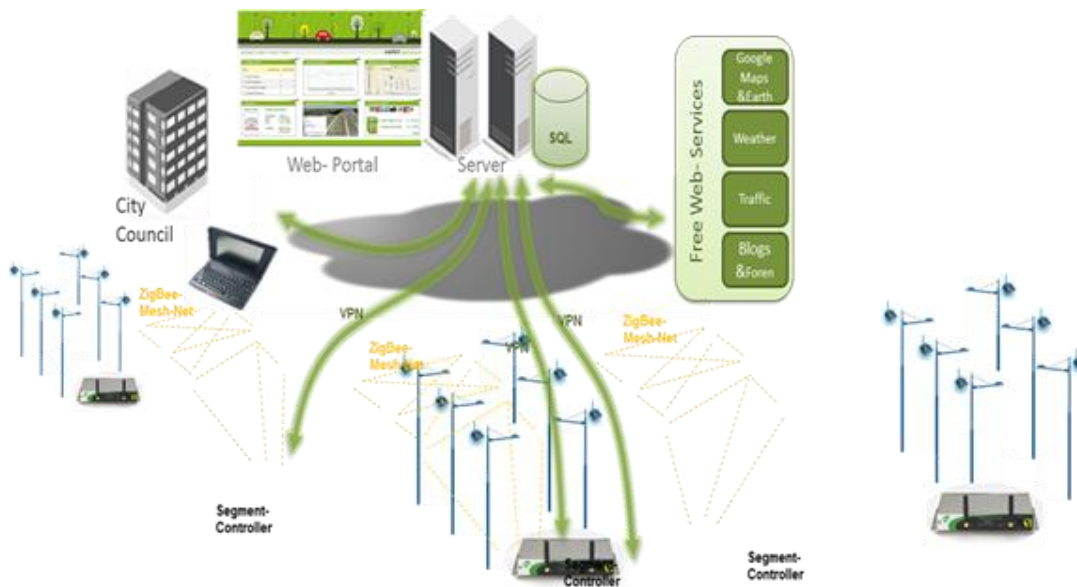 City
Council
Web- Portal
Server
SQL
Free Web- Services
Google
Maps
&Earth
Weather
Traffic
Blogs
&Foren
ZigBee-
Mesh-Net
VPN
ZigBee-
Mesh-Net
VPN
VPN
ZigBee-
Mesh-Net
Segment-
Controller
Segment-
Controller
Segment-
Controller